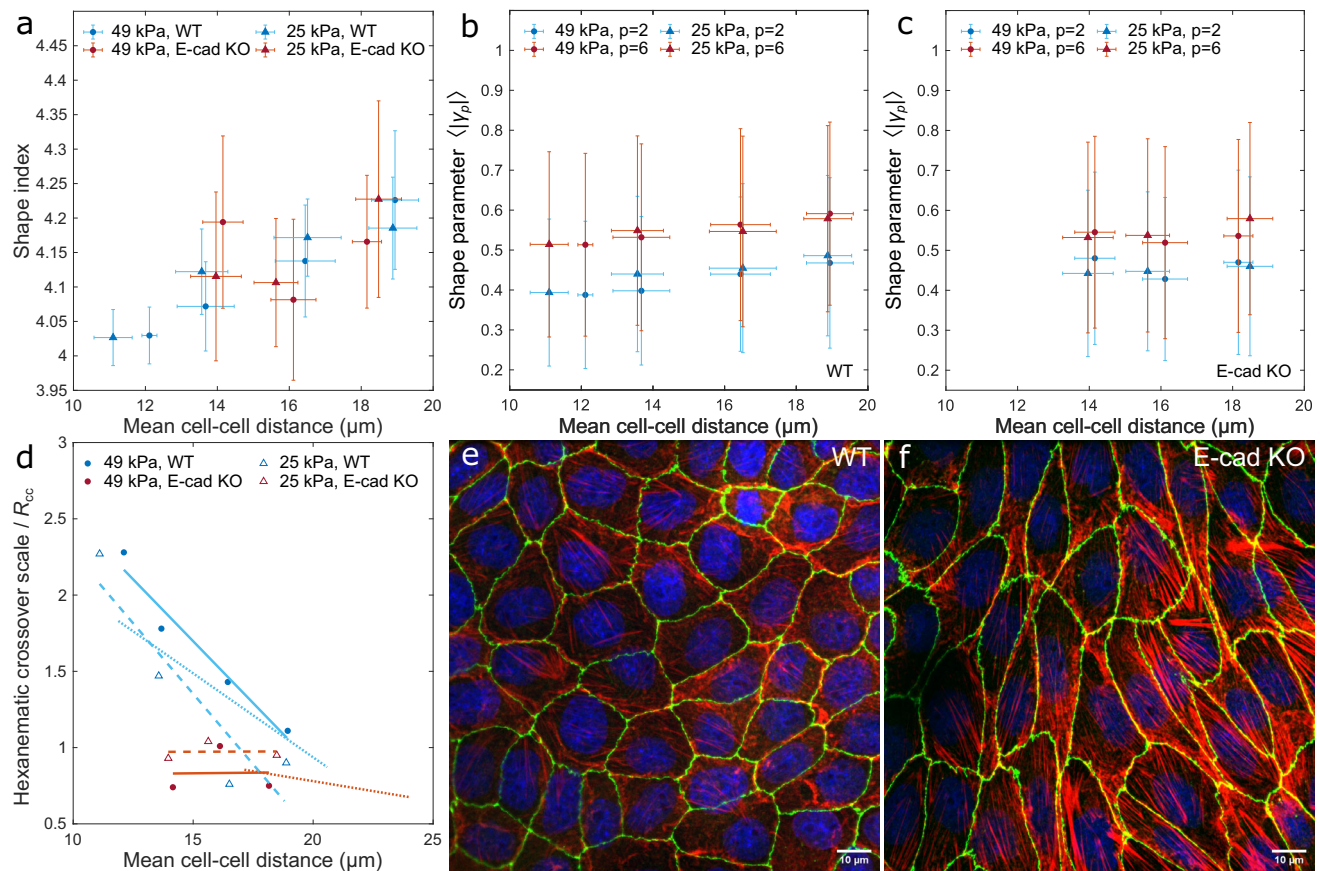 a
49 kPa, WT
25 kPa, WT
49 kPa, E-cad KO
25 kPa, E-cad KO
Shape index
4.45
4.4
4.35
4.3
4.25
4.2
4.15
4.1
4.05
4
3.95
10 12 14 16 18 20
Mean cell-cell distance (μm)
b
49 kPa, p=2
25 kPa, p=2
49 kPa, p=6
25 kPa, p=6
Shape parameter ⟨|γp|⟩
1
0.9
0.8
0.7
0.6
0.5
0.4
0.3
0.2
WT
10 12 14 16 18 20
Mean cell-cell distance (μm)
c
49 kPa, p=2
25 kPa, p=2
49 kPa, p=6
25 kPa, p=6
Shape parameter ⟨|γp|⟩
1
0.9
0.8
0.7
0.6
0.5
0.4
0.3
0.2
E-cad KO
10 12 14 16 18 20
Mean cell-cell distance (μm)
d
49 kPa, WT
25 kPa, WT
49 kPa, E-cad KO
25 kPa, E-cad KO
Hexanematic crossover scale / Rcc
3
2.5
2
1.5
1
0.5
10 15 20 25
Mean cell-cell distance (μm)
e
WT
10 μm
f
E-cad KO
10 μm